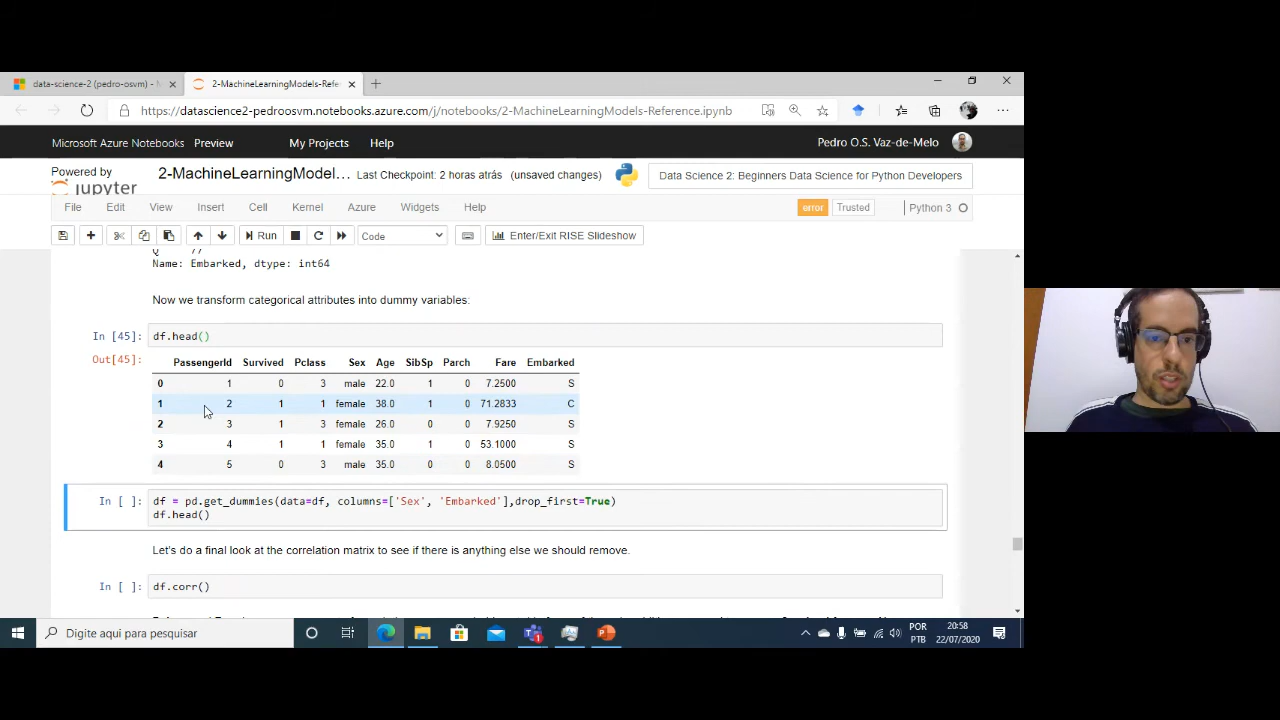 data-science-2 (pedro-osvm) - 
2-MachineLearningModels-Refe
https://datascience2-pedroosvm.notebooks.azure.com/j/notebooks/2-MachineLearningModels-Reference.ipynb
Microsoft Azure Notebooks Preview My Projects Help Pedro O.S. Vaz-de-Melo
Powered by
jupyter
2-MachineLearningModel... Last Checkpoint: 2 horas atrás (unsaved changes) Data Science 2: Beginners Data Science for Python Developers
File Edit View Insert Cell Kernel Azure Widgets Help error Trusted Python 3
Run Code Enter/Exit RISE Slideshow
Q 77
Name: Embarked, dtype: int64
Now we transform categorical attributes into dummy variables:
In [45]: df.head()
Out[45]:
PassengerId Survived Pclass Sex Age SibSp Parch Fare Embarked
0 1 0 3 male 22.0 1 0 7.2500 S
1 2 1 1 female 38.0 1 0 71.2833 C
2 3 1 3 female 26.0 0 0 7.9250 S
3 4 1 1 female 35.0 1 0 53.1000 S
4 5 0 3 male 35.0 0 0 8.0500 S
In [ ]: df = pd.get_dummies(data=df, columns=['Sex', 'Embarked'],drop_first=True)
df.head()
Let's do a final look at the correlation matrix to see if there is anything else we should remove.
In [ ]: df.corr()
Digite aqui para pesquisar
POR
PTB
20:58
22/07/2020